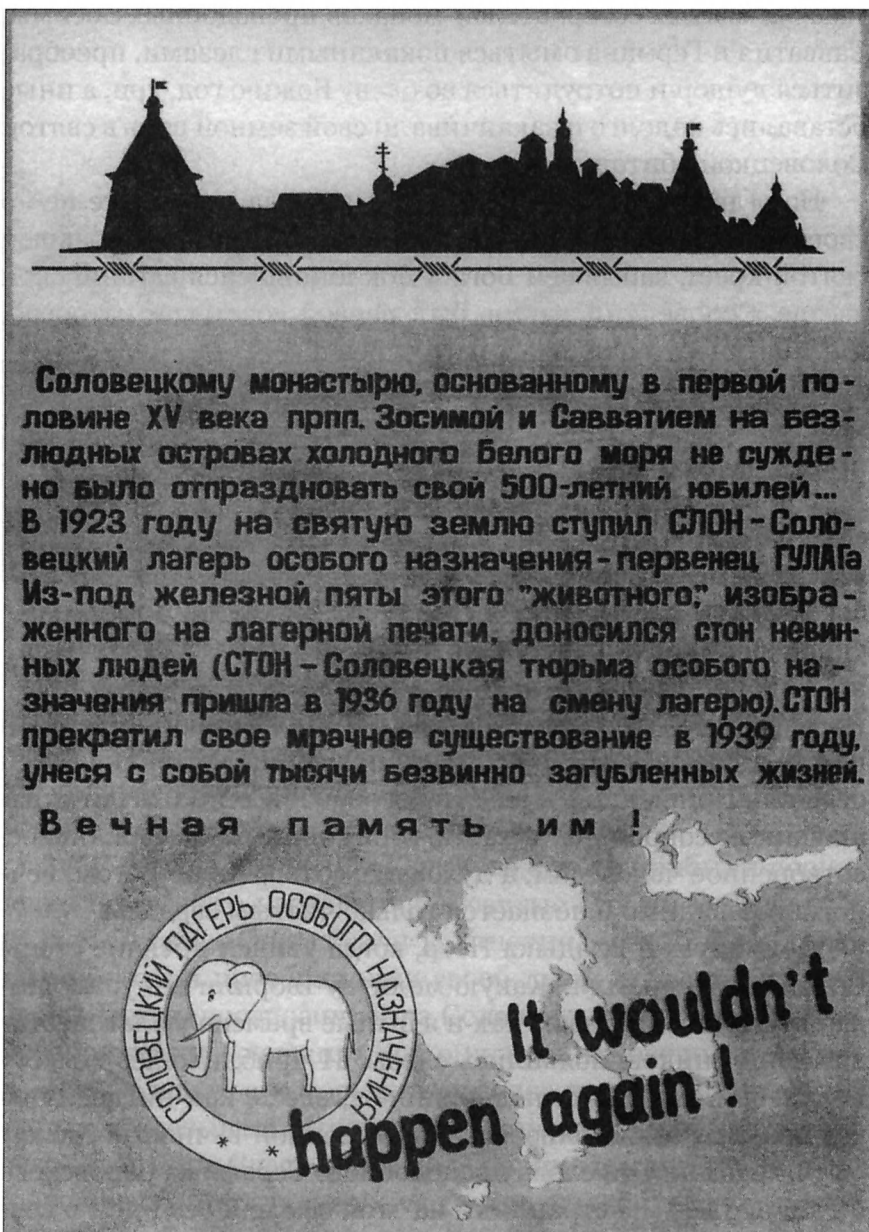 Соловецкому монастырю, основанному в первой по-
ловине XV века прпп. Зосимой и Савватием на без-
людных островах холодного Белого моря не сужде-
но было отпраздновать свой 500-летний юбилей...
В 1923 году на святую землю ступил СЛОН-Соло-
вецкий лагерь особого назначения-первенец ГУЛАГа
Из-под железной пяты этого "животного", изобра-
женного на лагерной печати, доносился стон невин-
ных людей (СТОН-Соловецкая тюрьма особого на-
значения пришла в 1936 году на смену лагерю). СТОН
прекратил свое мрачное существование в 1939 году,
унеся с собой тысячи безвинно загубленных жизней.
Вечная память им !
СОЛОВЕЦКИЙ ЛАГЕРЬ ОСОБОГО НАЗНАЧЕНИЯ
* *
It wouldn't
happen again !